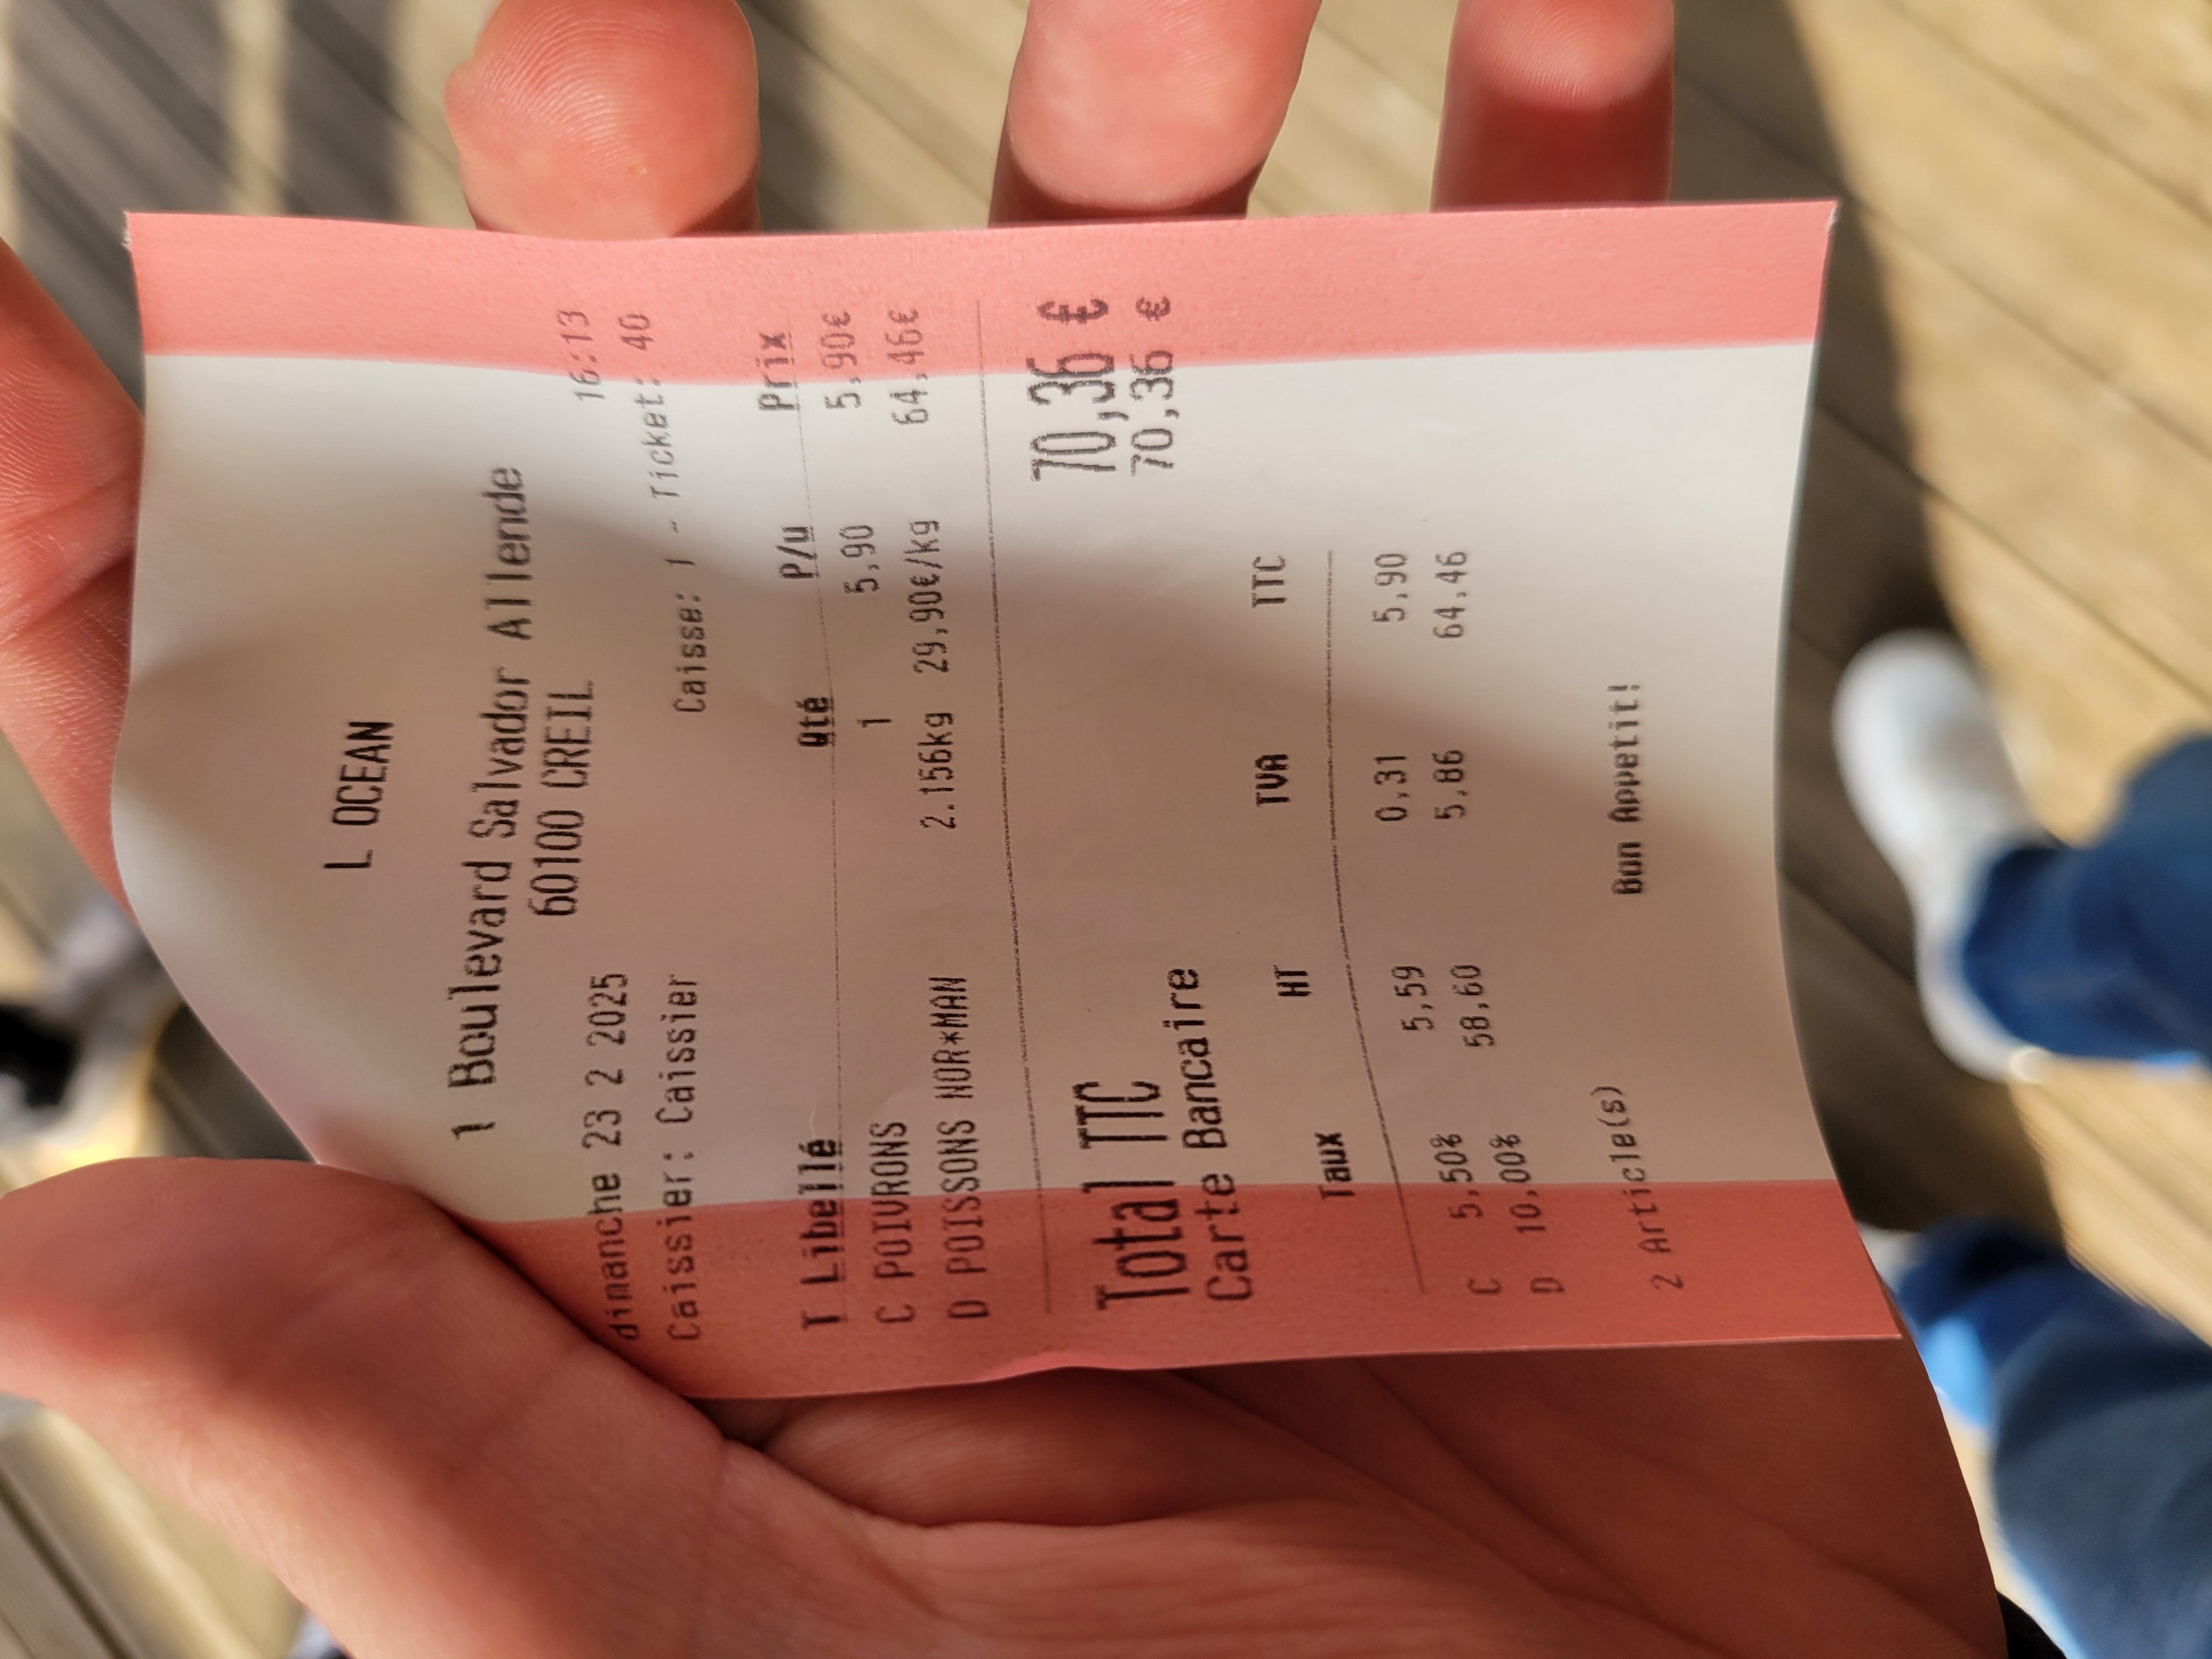 L OCEAN
1 Boulevard Salvador Allende
60100 CREIL
dimanche 23 2 2025 16:13
Caissier: Caissier Caisse: 1 - Ticket: 40
T Libellé Qté P/u Prix
C POIVRONS 1 5,90 5,90€
D POISSONS NOR*MAN 2.156kg 29,90€/kg 64,46€
Total TTC 70,36 €
Carte Bancaire 70,36 €
Taux HT TVA TTC
C 5,50% 5,59 0,31 5,90
D 10,00% 58,60 5,86 64,46
2 Article(s)
Bon Appetit!